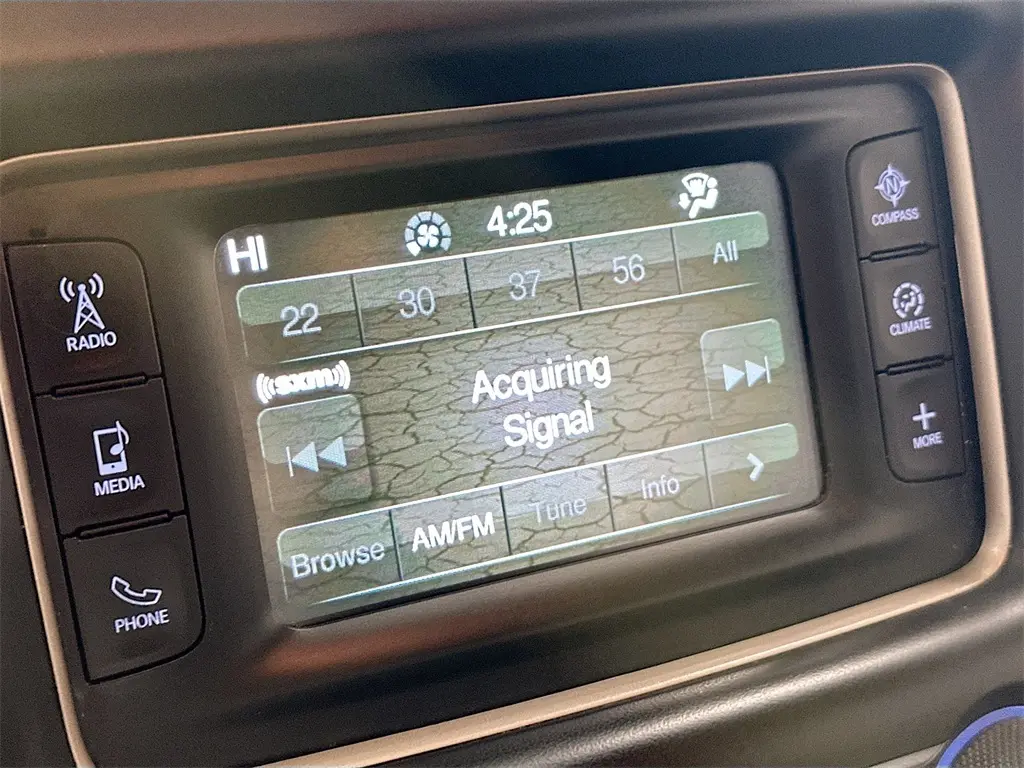 HI 4:25
22 30 37 56 All
((SXM))
Acquiring
Signal
Browse AM/FM Tune Info
RADIO
MEDIA
PHONE
N
COMPASS
CLIMATE
MORE